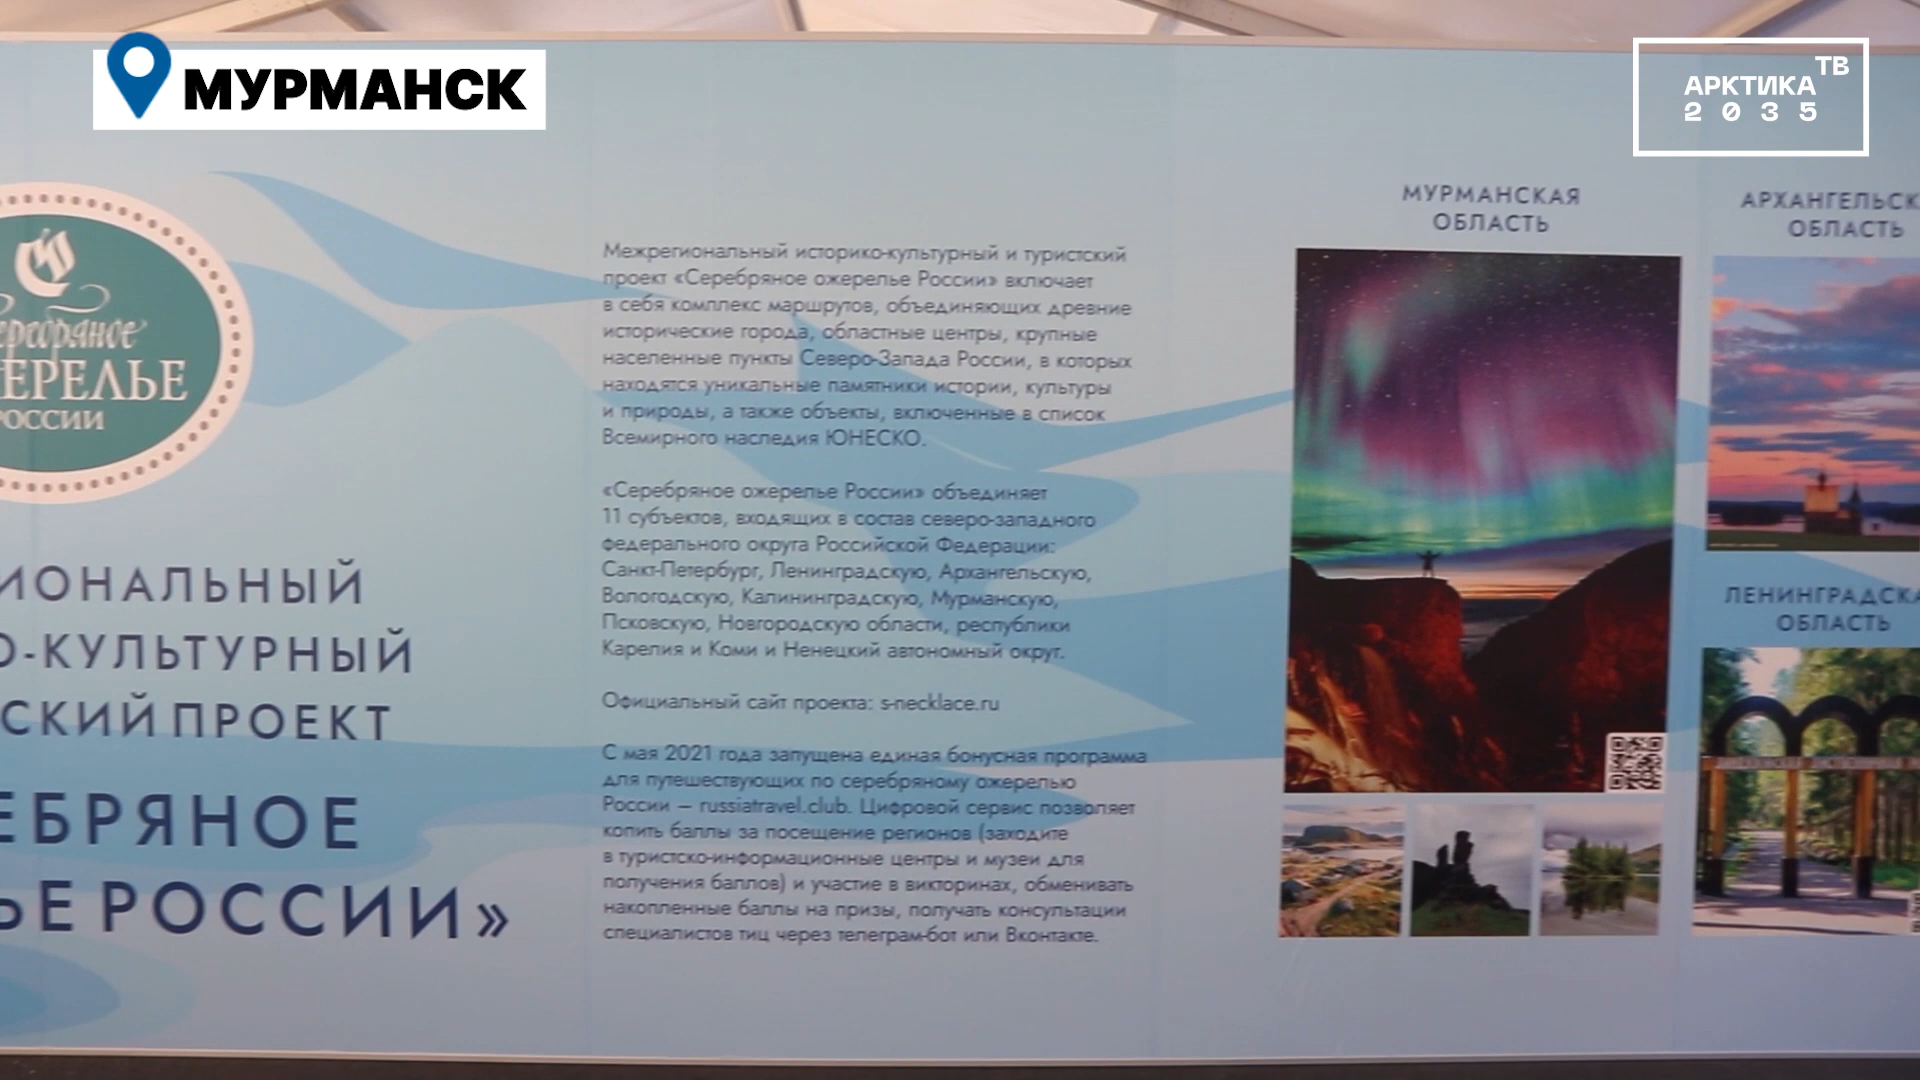 МУРМАНСК
АРКТИКА ТВ
2035
Серебряное
ЕРЕЛЬЕ
РОССИИ
ИОНАЛЬНЫЙ
О-КУЛЬТУРНЫЙ
СКИЙ ПРОЕКТ
ЕБРЯНОЕ
ЬЕ РОССИИ»
Межрегиональный историко-культурный и туристский
проект «Серебряное ожерелье России» включает
в себя комплекс маршрутов, объединяющих древние
исторические города, областные центры, крупные
населенные пункты Северо-Запада России, в которых
находятся уникальные памятники истории, культуры
и природы, а также объекты, включенные в список
Всемирного наследия ЮНЕСКО.
«Серебряное ожерелье России» объединяет
11 субъектов, входящих в состав северо-западного
федерального округа Российской Федерации:
Санкт-Петербург, Ленинградскую, Архангельскую,
Вологодскую, Калининградскую, Мурманскую,
Псковскую, Новгородскую области, республики
Карелия и Коми и Ненецкий автономный округ.
Официальный сайт проекта: s-necklace.ru
С мая 2021 года запущена единая бонусная программа
для путешествующих по серебряному ожерелью
России – russiatravel.club. Цифровой сервис позволяет
копить баллы за посещение регионов (заходите
в туристско-информационные центры и музеи для
получения баллов) и участие в викторинах, обменивать
накопленные баллы на призы, получать консультации
специалистов тиц через телеграм-бот или Вконтакте.
МУРМАНСКАЯ
ОБЛАСТЬ
АРХАНГЕЛЬСК
ОБЛАСТЬ
ЛЕНИНГРАДСКА
ОБЛАСТЬ